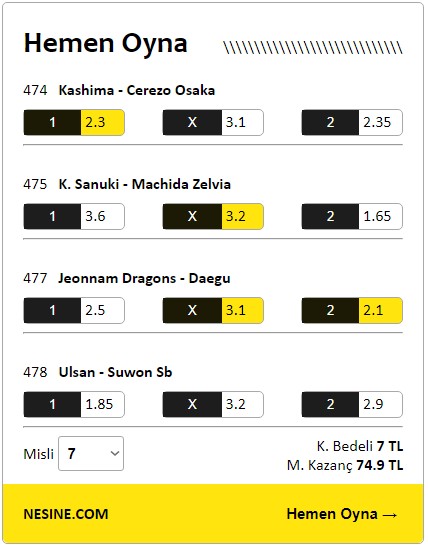 Hemen Oyna \\\\\\\\\\\\\\\\\\\\\\\\\\\\
474 Kashima - Cerezo Osaka
1 2.3 X 3.1 2 2.35
475 K. Sanuki - Machida Zelvia
1 3.6 X 3.2 2 1.65
477 Jeonnam Dragons - Daegu
1 2.5 X 3.1 2 2.1
478 Ulsan - Suwon Sb
1 1.85 X 3.2 2 2.9
Misli 7 K. Bedeli 7 TL
M. Kazanç 74.9 TL
NESINE.COM Hemen Oyna →